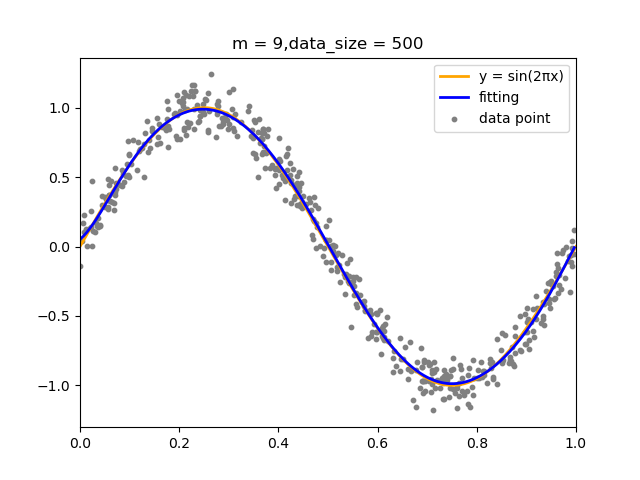 m = 9,data_size = 500
y = sin(2πx)
fitting
data point
1.0
0.5
0.0
−0.5
−1.0
0.0 0.2 0.4 0.6 0.8 1.0